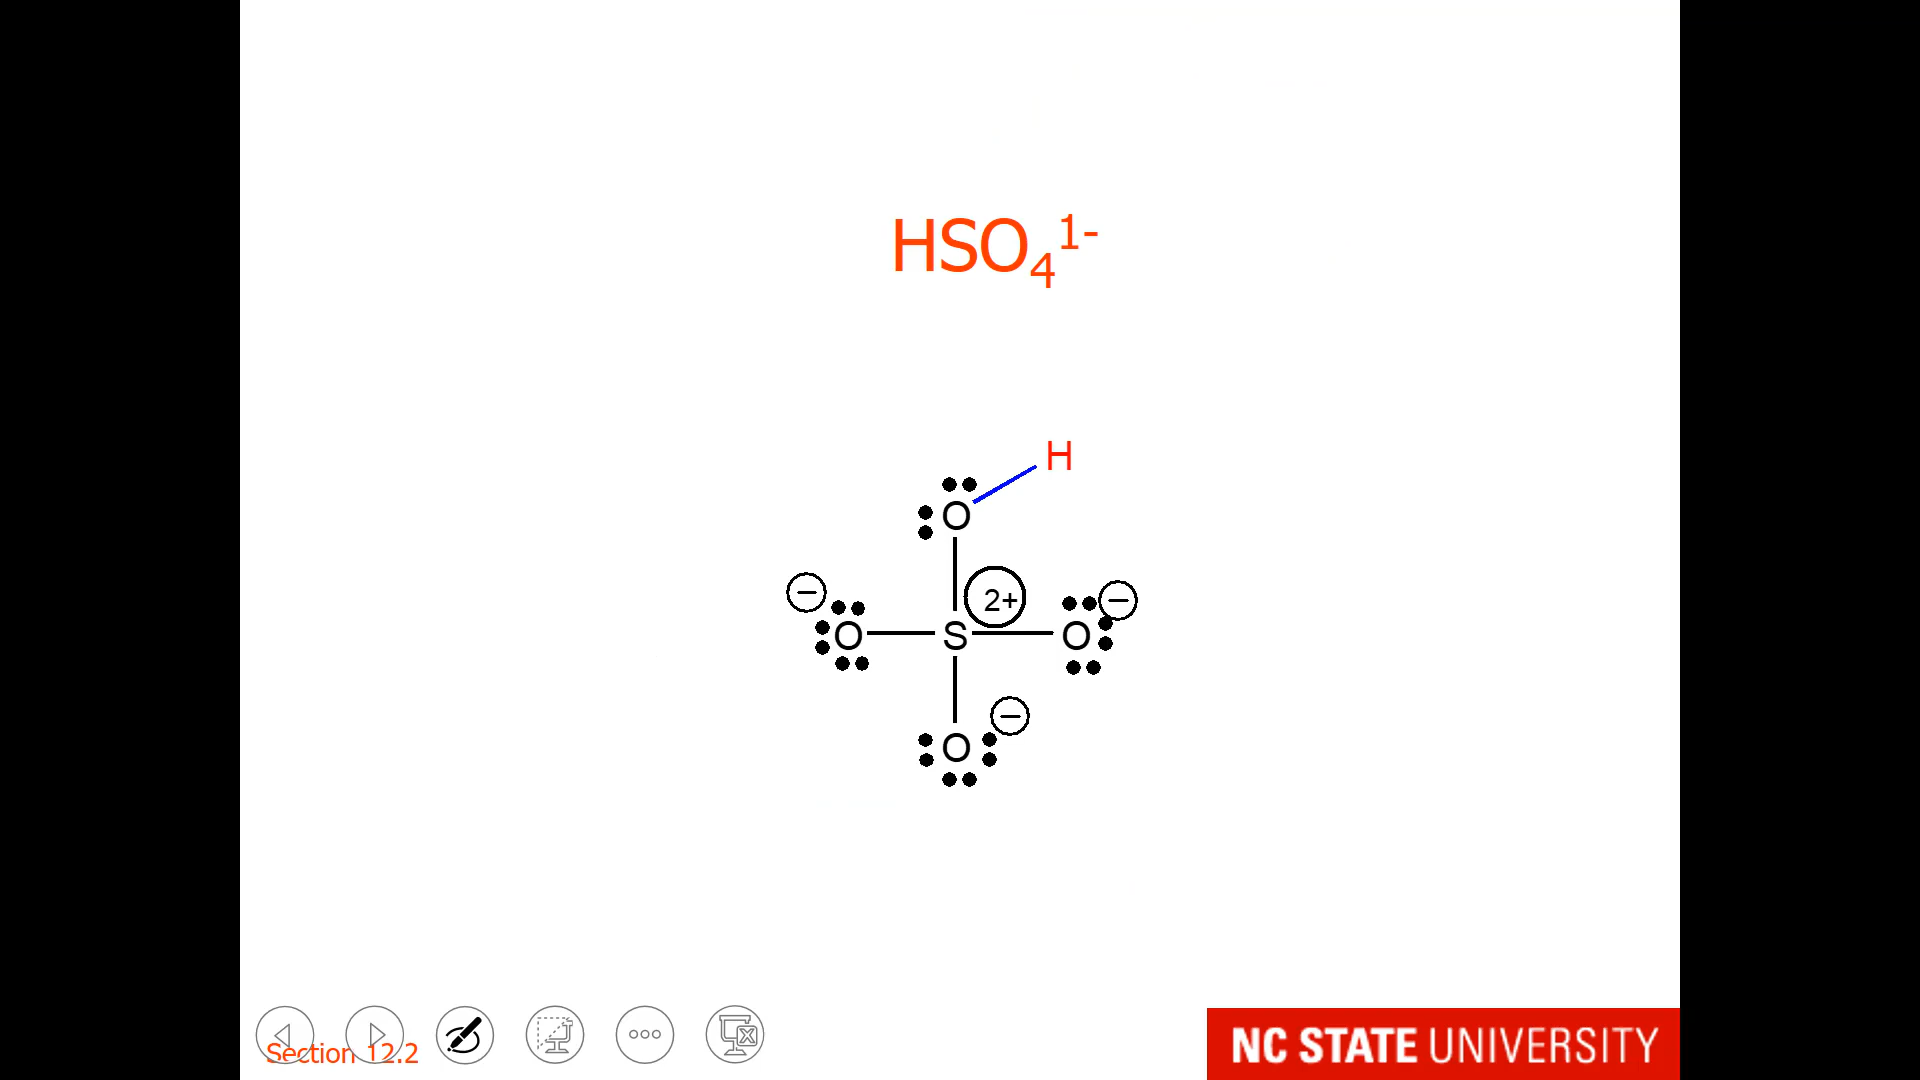 HSO₄¹⁻
H
O
2+
O S O
O
Section 12.2
NC STATE UNIVERSITY